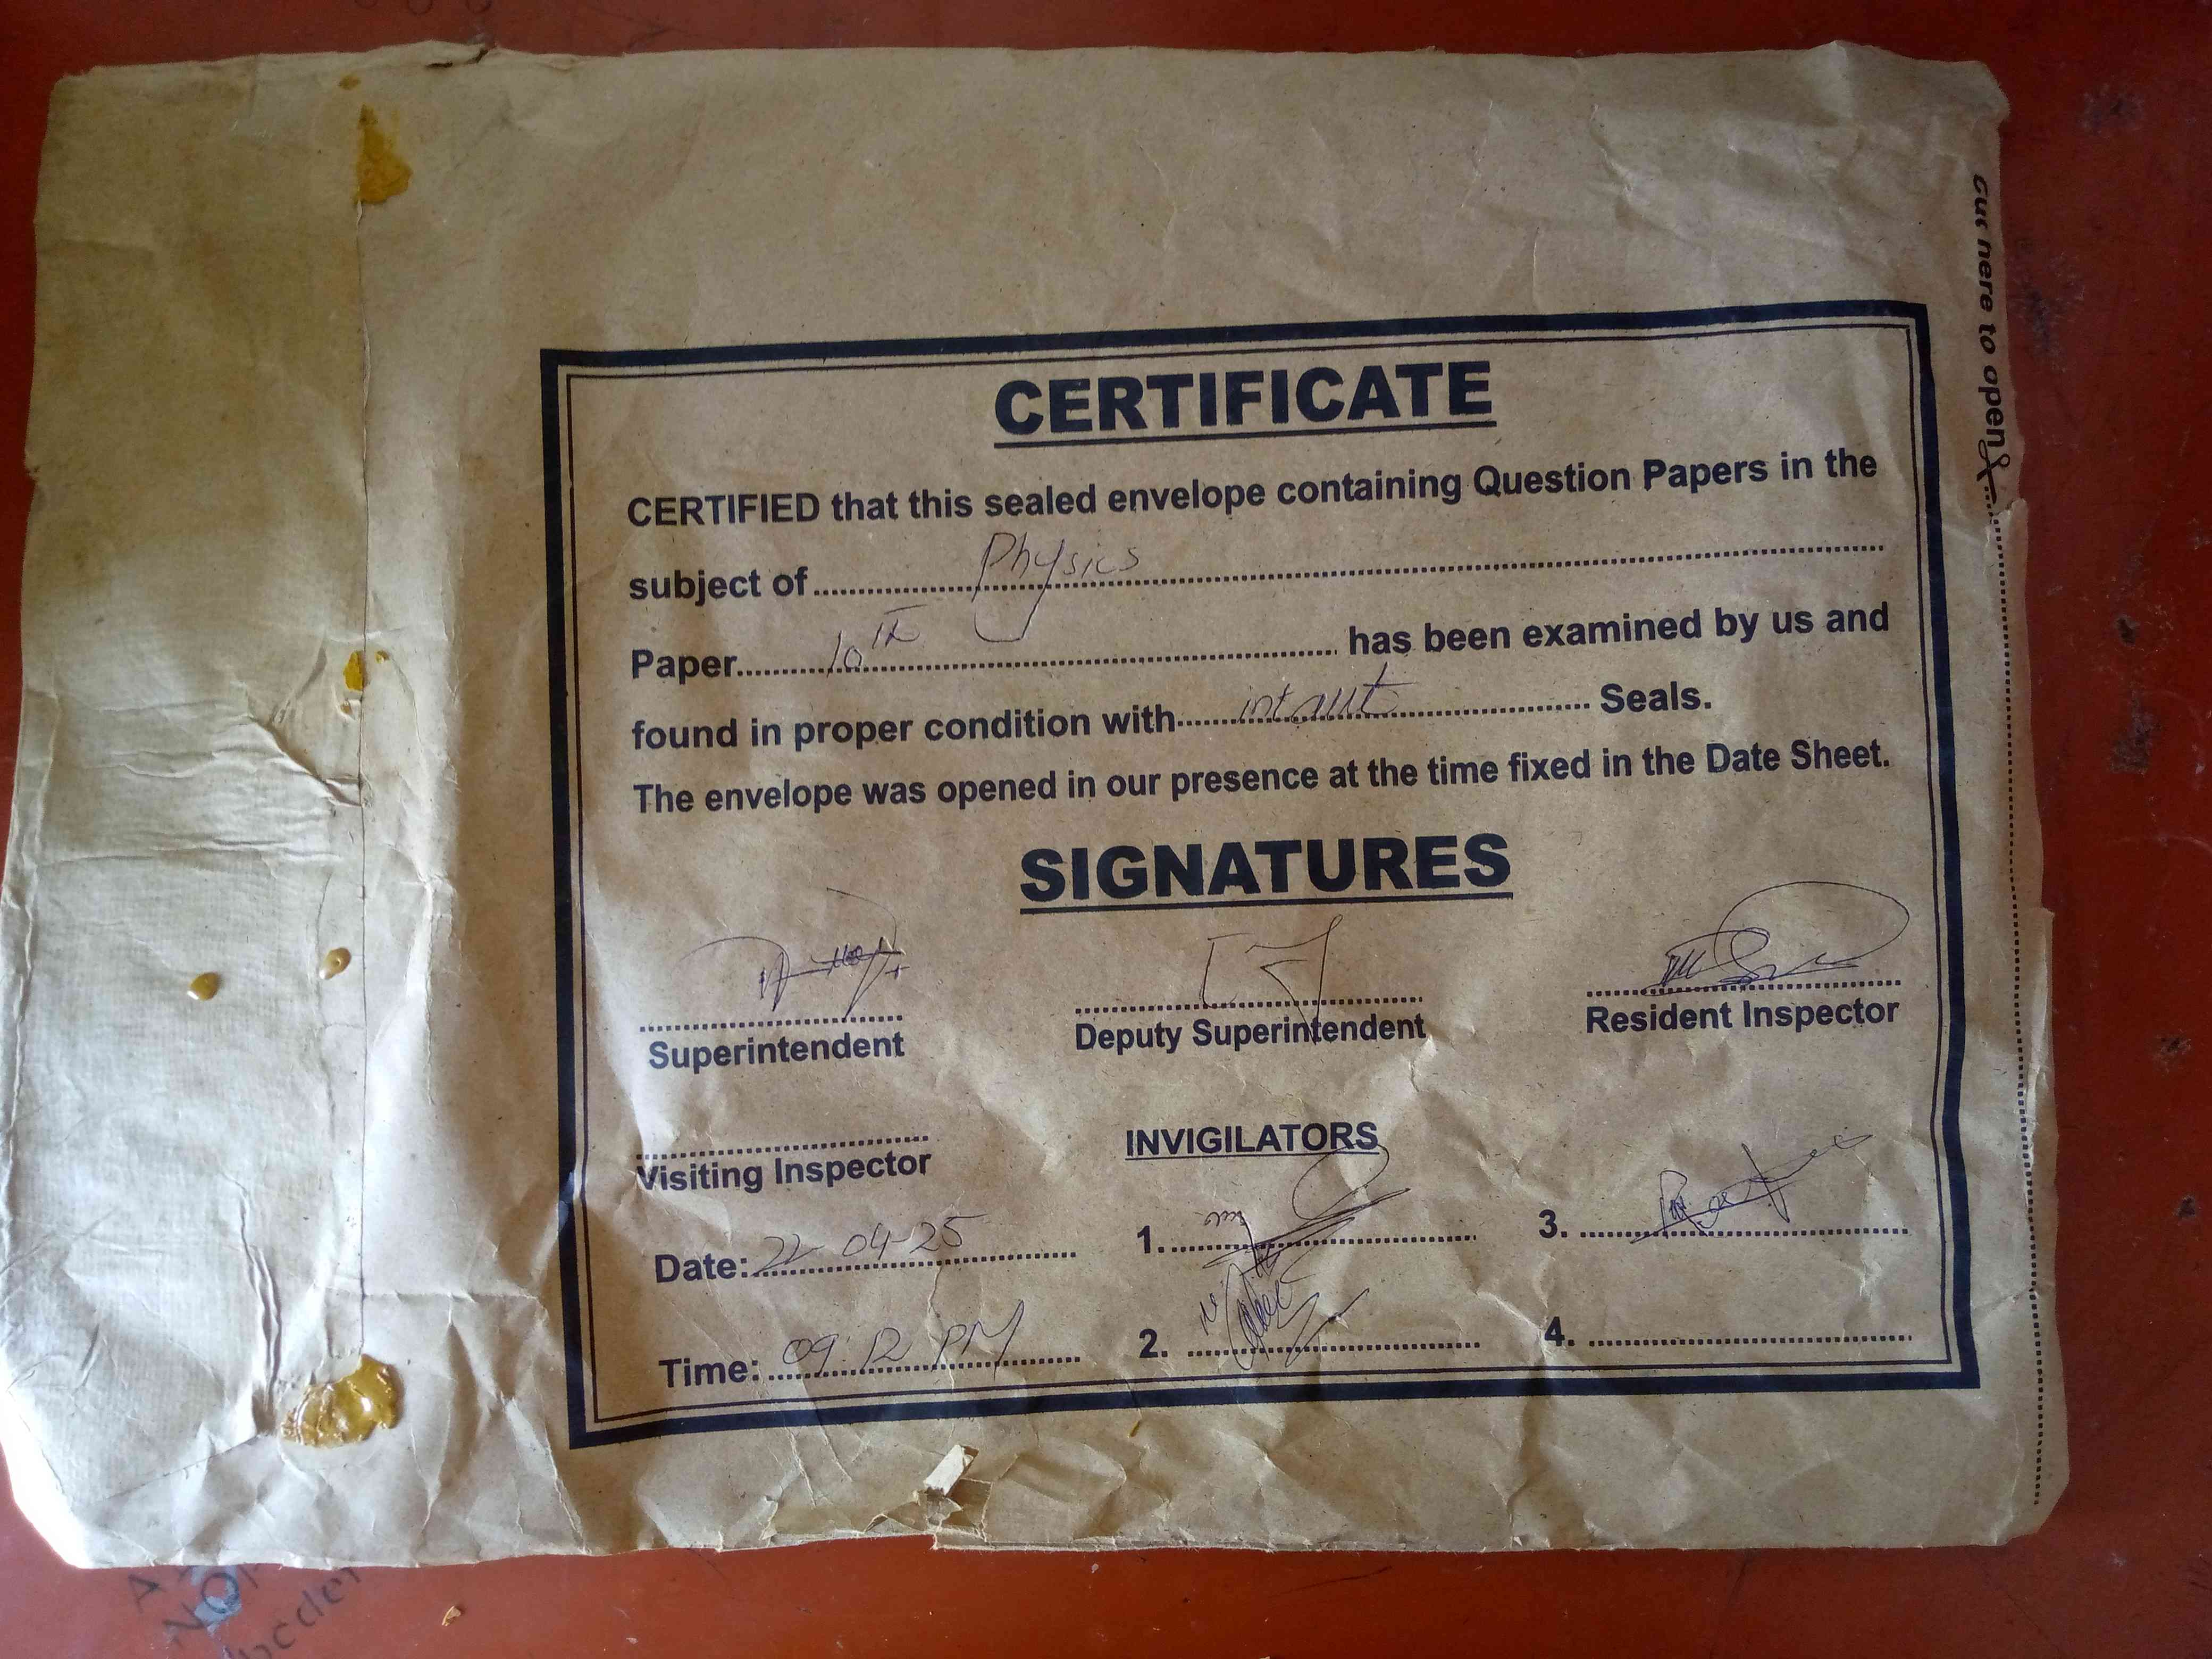 cut here to open
CERTIFICATE
CERTIFIED that this sealed envelope containing Question Papers in the
subject of Physics
Paper 10th has been examined by us and
found in proper condition with intact Seals.
The envelope was opened in our presence at the time fixed in the Date Sheet.
SIGNATURES
Superintendent
Deputy Superintendent
Resident Inspector
Visiting Inspector
INVIGILATORS
Date: 22-04-25
1.
3.
Time: 09:12 PM
2.
4.